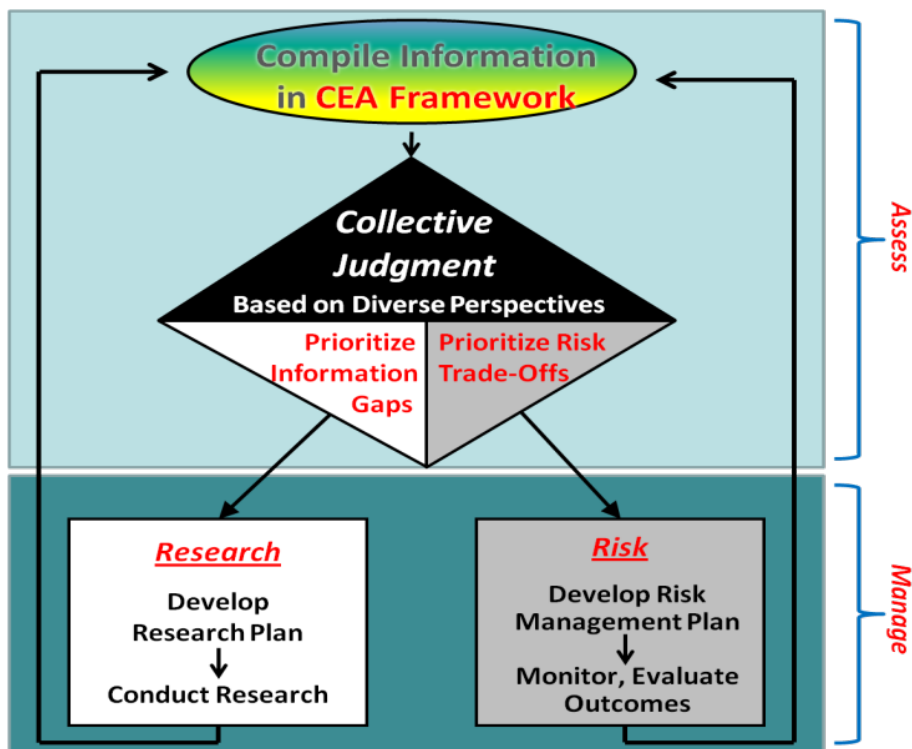 Compile Information
in CEA Framework
Collective
Judgment
Based on Diverse Perspectives
Prioritize
Information
Gaps
Prioritize Risk
Trade-Offs
Assess
Research
Develop
Research Plan
Conduct Research
Risk
Develop Risk
Management Plan
Monitor, Evaluate
Outcomes
Manage